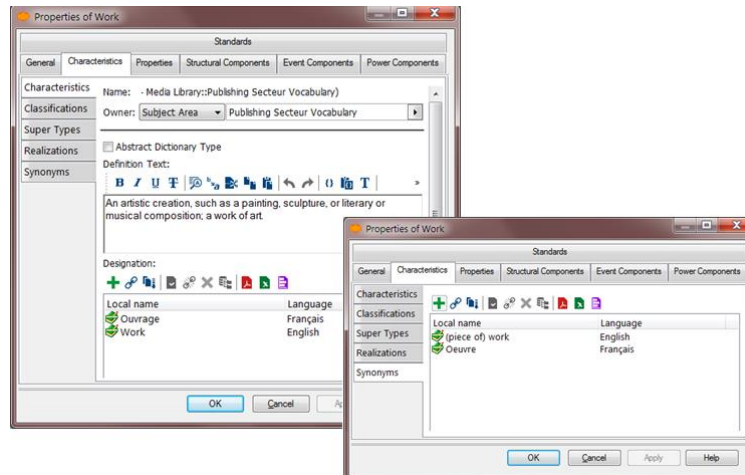 Properties of Work
Standards
General Characteristics Properties Structural Components Event Components Power Components
Characteristics
Classifications
Super Types
Realizations
Synonyms
Name: - Media Library::Publishing Secteur Vocabulary)
Owner: Subject Area Publishing Secteur Vocabulary
Abstract Dictionary Type
Definition Text:
An artistic creation, such as a painting, sculpture, or literary or
musical composition; a work of art.
Designation:
Local name Language
Ouvrage Français
Work English
OK Cancel
Properties of Work
Standards
General Characteristics Properties Structural Components Event Components Power Components
Characteristics
Classifications
Super Types
Realizations
Synonyms
Local name Language
(piece of) work English
Oeuvre Français
OK Cancel Apply Help